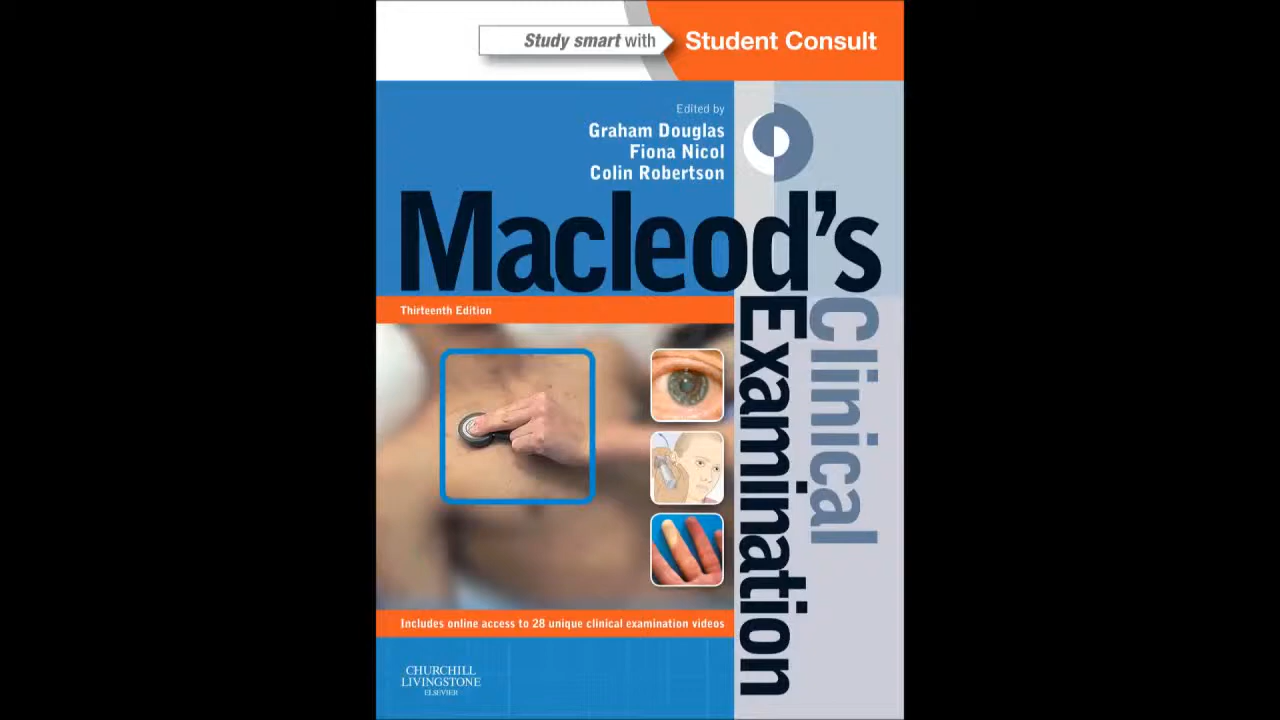 Study smart with
Student Consult
Edited by
Graham Douglas
Fiona Nicol
Colin Robertson
Macleod's
Clinical
Examination
Thirteenth Edition
Includes online access to 28 unique clinical examination videos
CHURCHILL
LIVINGSTONE
ELSEVIER